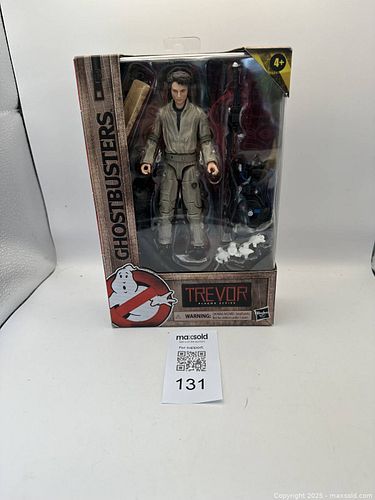 4+
GHOSTBUSTERS
TREVOR
PLASMA SERIES
WARNING:
Hasbro
maxsold
For support,
131
Copyright 2025 - maxsold.com